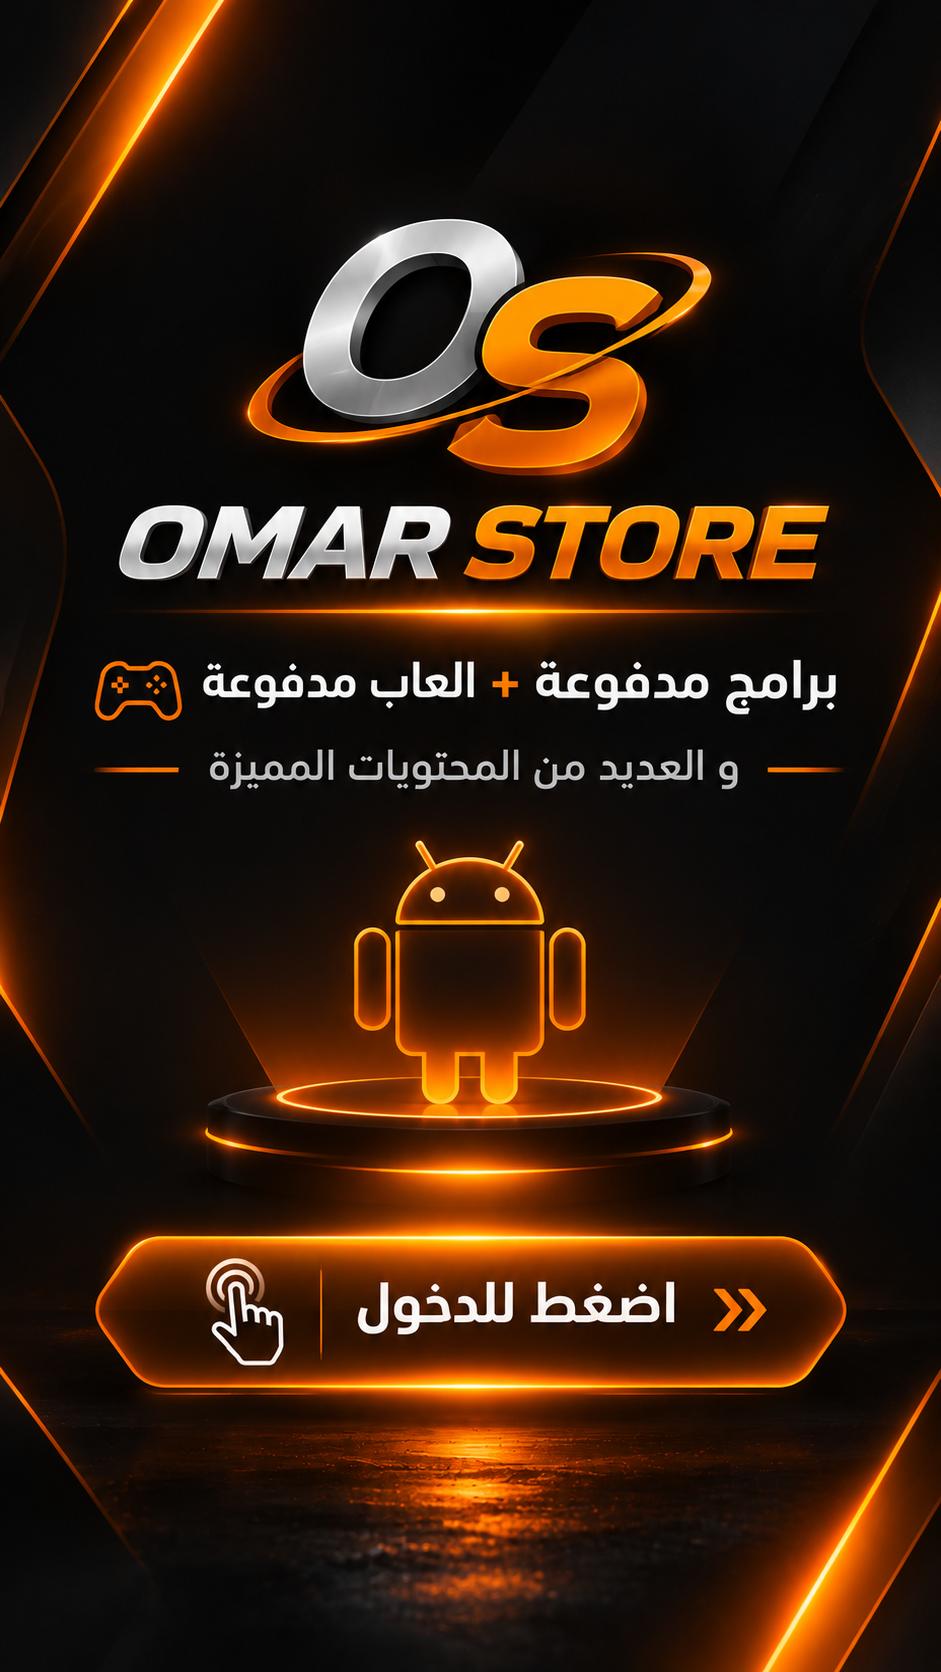 OS
OMAR STORE
برامج مدفوعة + العاب مدفوعة
و العديد من المحتويات المميزة
اضغط للدخول